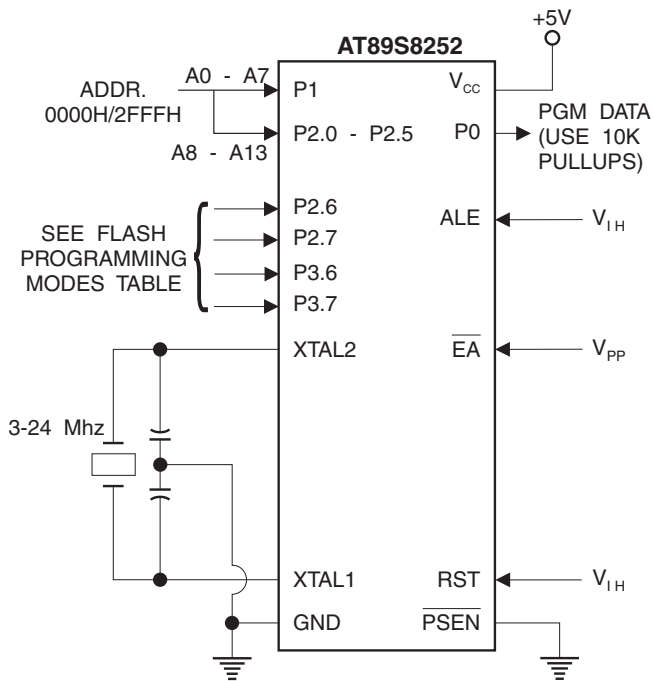 +5V
AT89S8252
ADDR.
0000H/2FFFH
A0 - A7
P1
VCC
A8 - A13
P2.0 - P2.5
P0
PGM DATA
(USE 10K
PULLUPS)
SEE FLASH
PROGRAMMING
MODES TABLE
P2.6
P2.7
P3.6
P3.7
ALE
VIH
XTAL2
EA
VPP
3-24 Mhz
XTAL1
RST
VIH
GND
PSEN